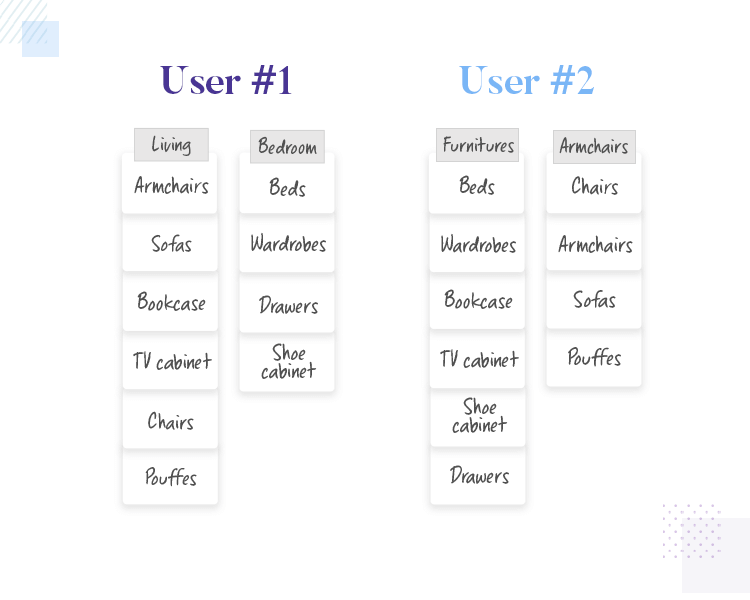 User #1
Living
Armchairs
Sofas
Bookcase
TV cabinet
Chairs
Pouffes
Bedroom
Beds
Wardrobes
Drawers
Shoe
cabinet
User #2
Furnitures
Beds
Wardrobes
Bookcase
TV cabinet
Shoe
cabinet
Drawers
Armchairs
Chairs
Armchairs
Sofas
Pouffes